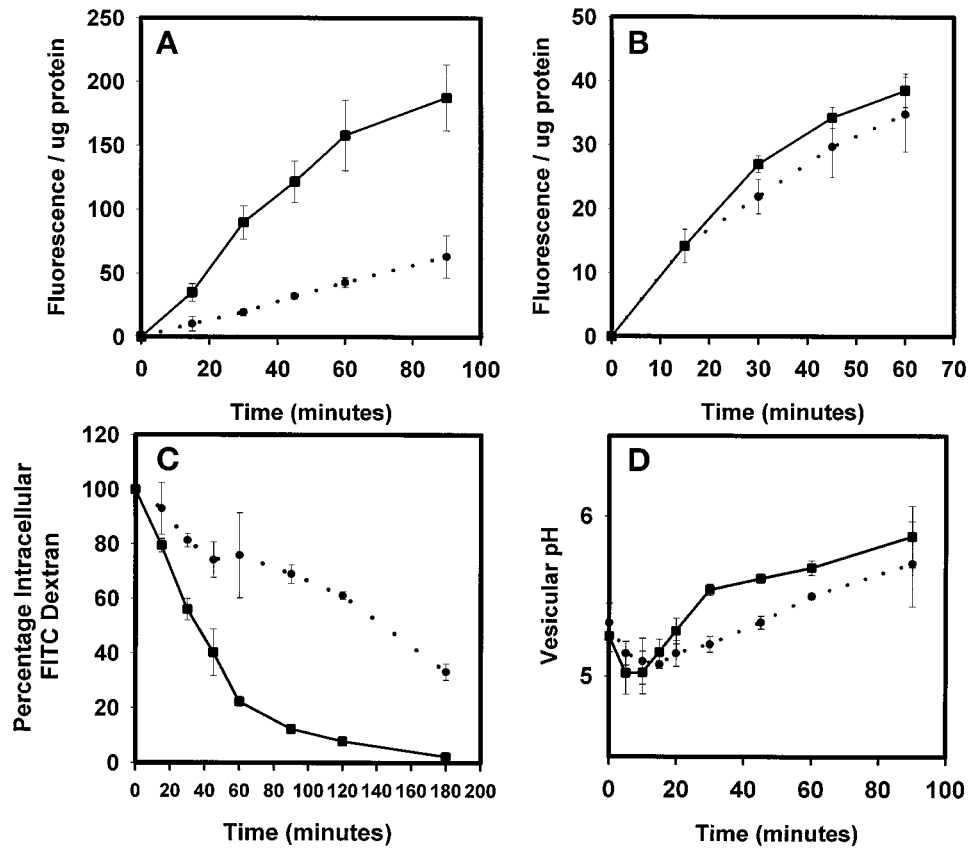 A
250
200
150
100
50
0
Fluorescence / ug protein
0 20 40 60 80 100
Time (minutes)
B
50
40
30
20
10
0
Fluorescence / ug protein
0 10 20 30 40 50 60 70
Time (minutes)
C
120
100
80
60
40
20
0
Percentage Intracellular
FITC Dextran
0 20 40 60 80 100 120 140 160 180 200
Time (minutes)
D
6
5
Vesicular pH
0 20 40 60 80 100
Time (minutes)